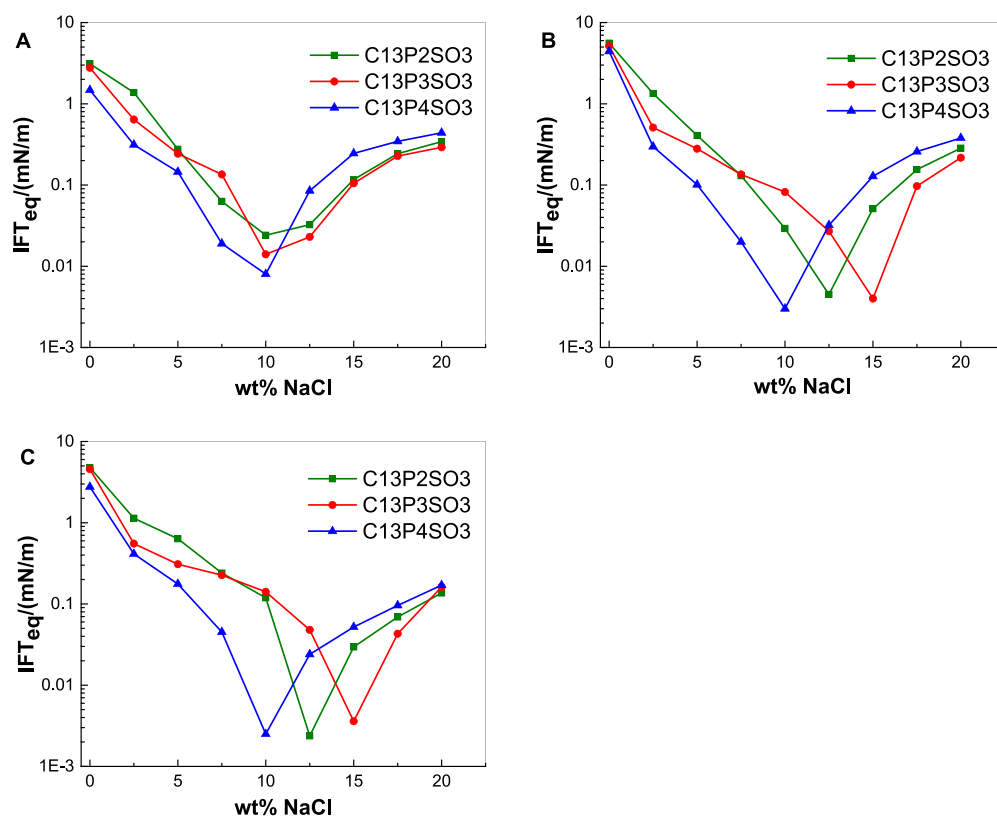 A
C13P2SO3
C13P3SO3
C13P4SO3
10
1
0.1
0.01
1E-3
IFTeq/(mN/m)
0 5 10 15 20
wt% NaCl
B
C13P2SO3
C13P3SO3
C13P4SO3
10
1
0.1
0.01
1E-3
IFTeq/(mN/m)
0 5 10 15 20
wt% NaCl
C
C13P2SO3
C13P3SO3
C13P4SO3
10
1
0.1
0.01
1E-3
IFTeq/(mN/m)
0 5 10 15 20
wt% NaCl